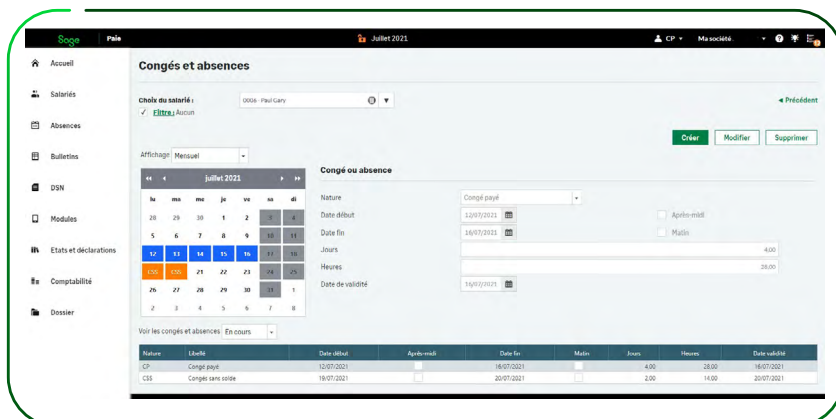 Sage Paie Juillet 2021 CP Ma société
Accueil
Salariés
Absences
Bulletins
DSN
Modules
Etats et déclarations
Comptabilité
Dossier
Congés et absences
Choix du salarié : 0006 - Paul Gary
Filtre : Aucun
Précédent
Créer Modifier Supprimer
Affichage Mensuel
juillet 2021
lu ma me je ve sa di
28 29 30 1 2 3 4
5 6 7 8 9 10 11
12 13 14 15 16 17 18
CSS CSS 21 22 23 24 25
26 27 28 29 30 31 1
2 3 4 5 6 7 8
Congé ou absence
Nature Congé payé
Date début 12/07/2021 Après-midi
Date fin 16/07/2021 Matin
Jours 4,00
Heures 28,00
Date de validité 16/07/2021
Voir les congés et absences En cours
Nature Libellé Date début Après-midi Date fin Matin Jours Heures Date validité
CP Congé payé 12/07/2021 16/07/2021 4,00 28,00 16/07/2021
CSS Congés sans solde 19/07/2021 20/07/2021 2,00 14,00 20/07/2021